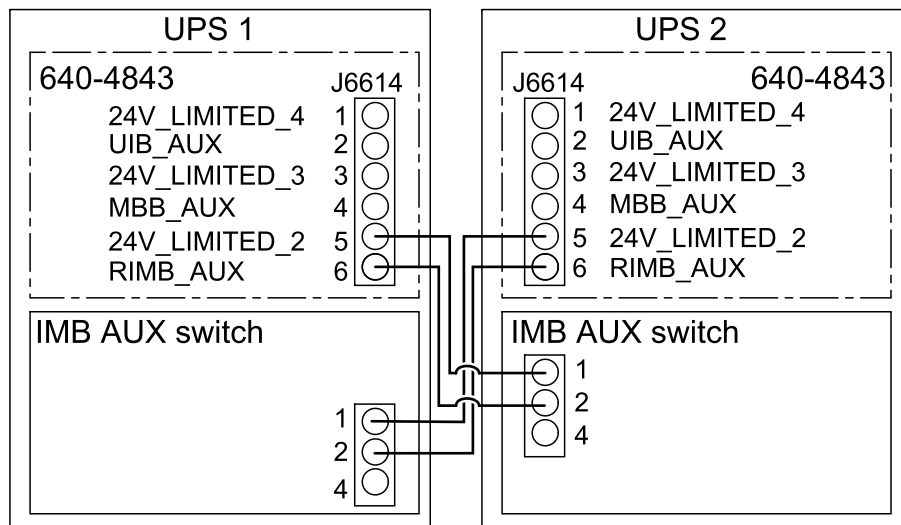 UPS 1
640-4843
J6614
24V_LIMITED_4 1
UIB_AUX 2
24V_LIMITED_3 3
MBB_AUX 4
24V_LIMITED_2 5
RIMB_AUX 6
IMB AUX switch
1
2
4
UPS 2
J6614
640-4843
1 24V_LIMITED_4
2 UIB_AUX
3 24V_LIMITED_3
4 MBB_AUX
5 24V_LIMITED_2
6 RIMB_AUX
IMB AUX switch
1
2
4